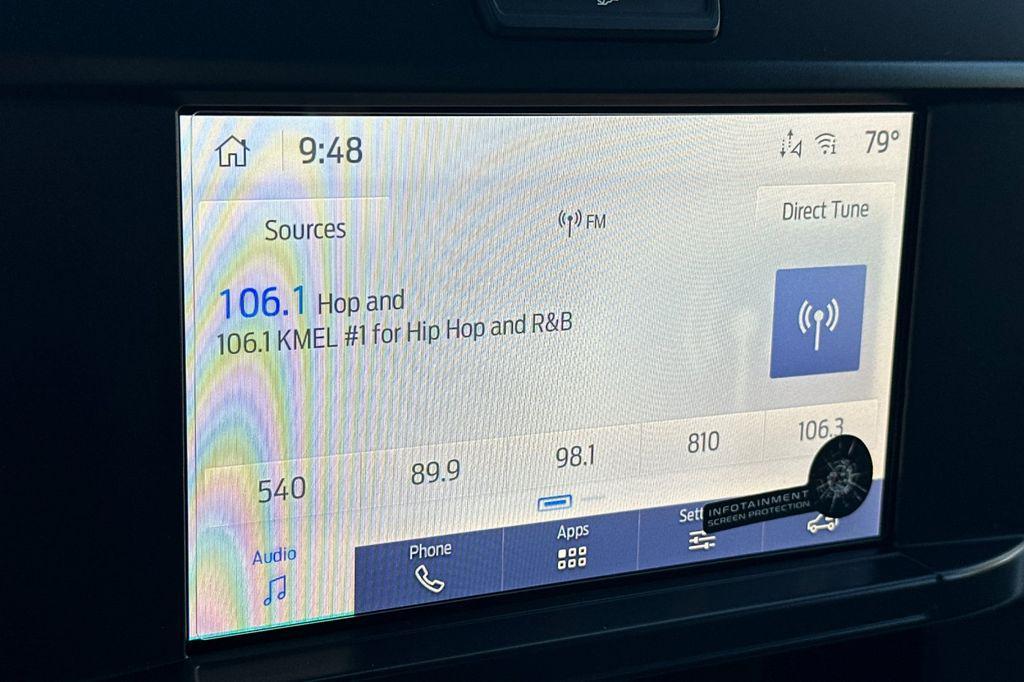 9:48
79°
Sources
FM
Direct Tune
106.1 Hop and
106.1 KMEL #1 for Hip Hop and R&B
540
89.9
98.1
810
106.3
Audio
Phone
Apps
INFOTAINMENT
SCREEN PROTECTION